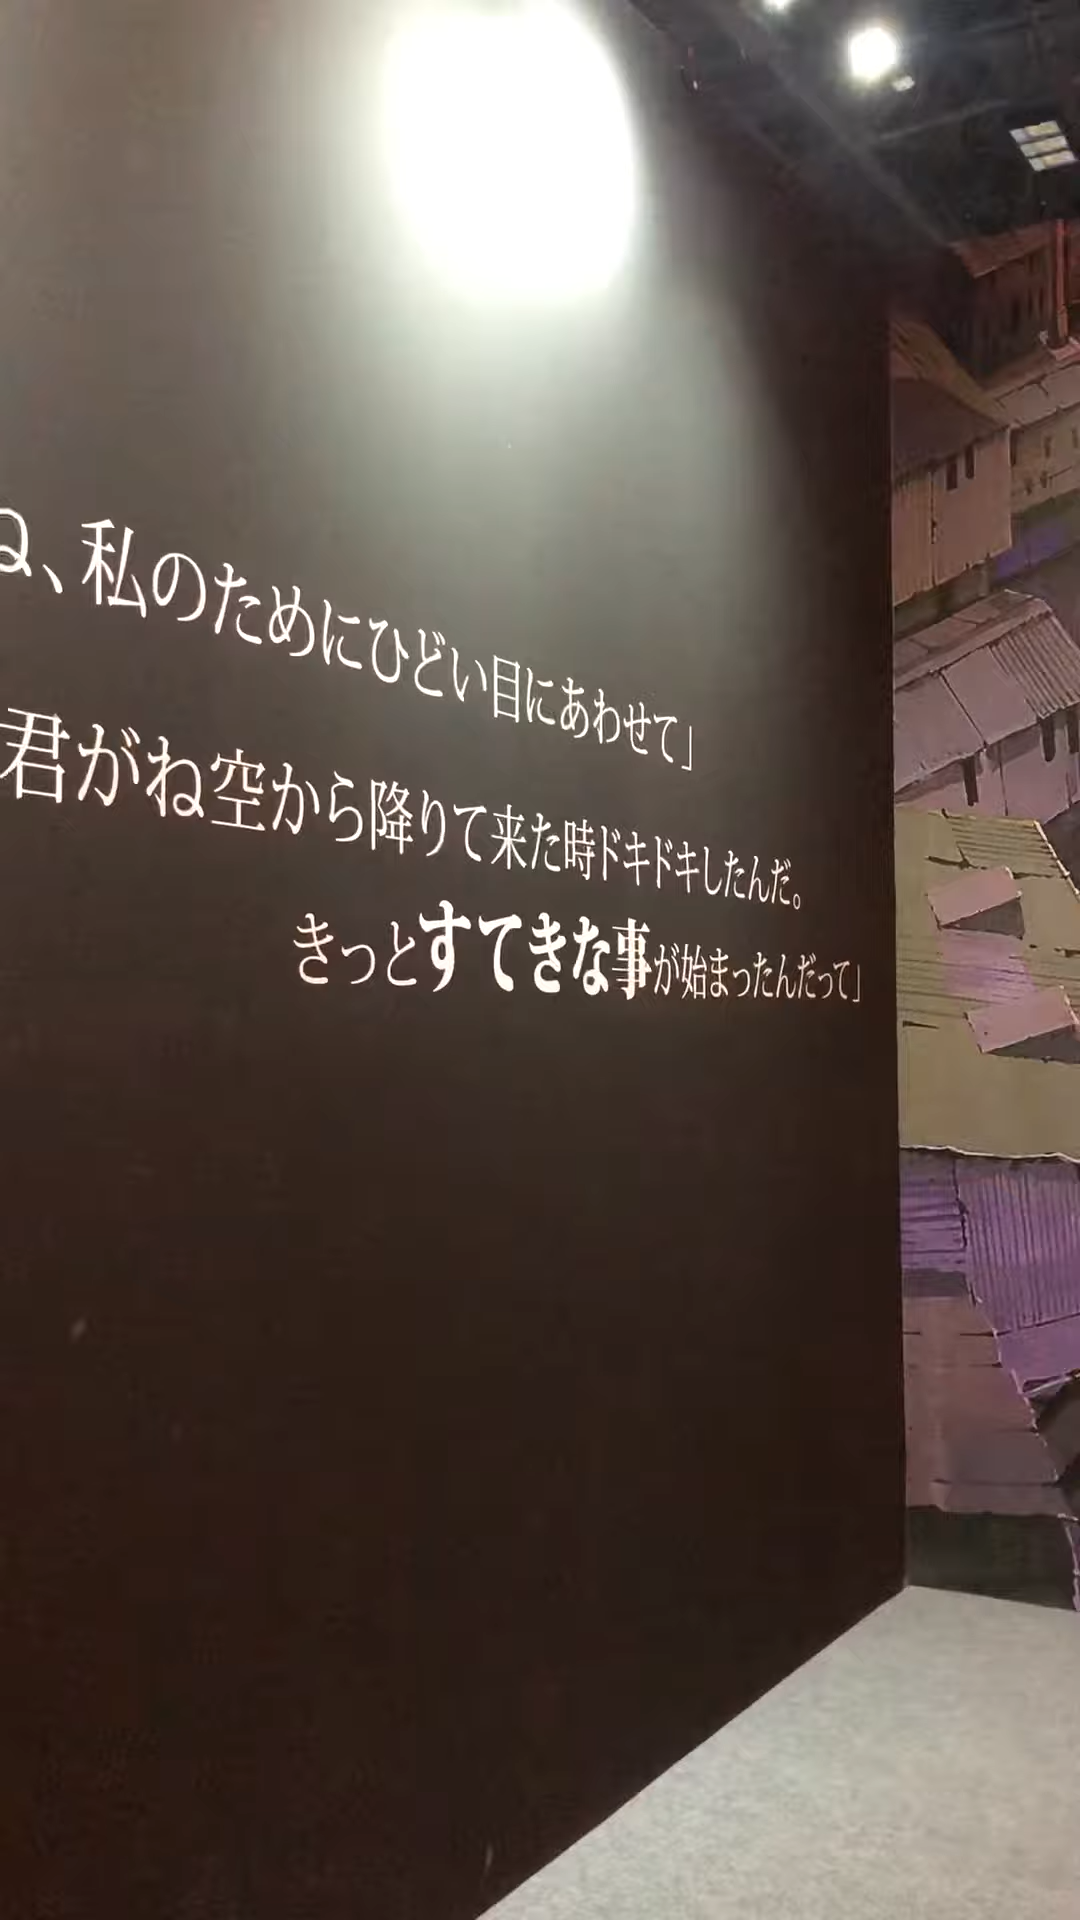 ね、私のためにひどい目にあわせて」
君がね空から降りて来た時ドキドキしたんだ。
きっとすてきな事が始まったんだって」